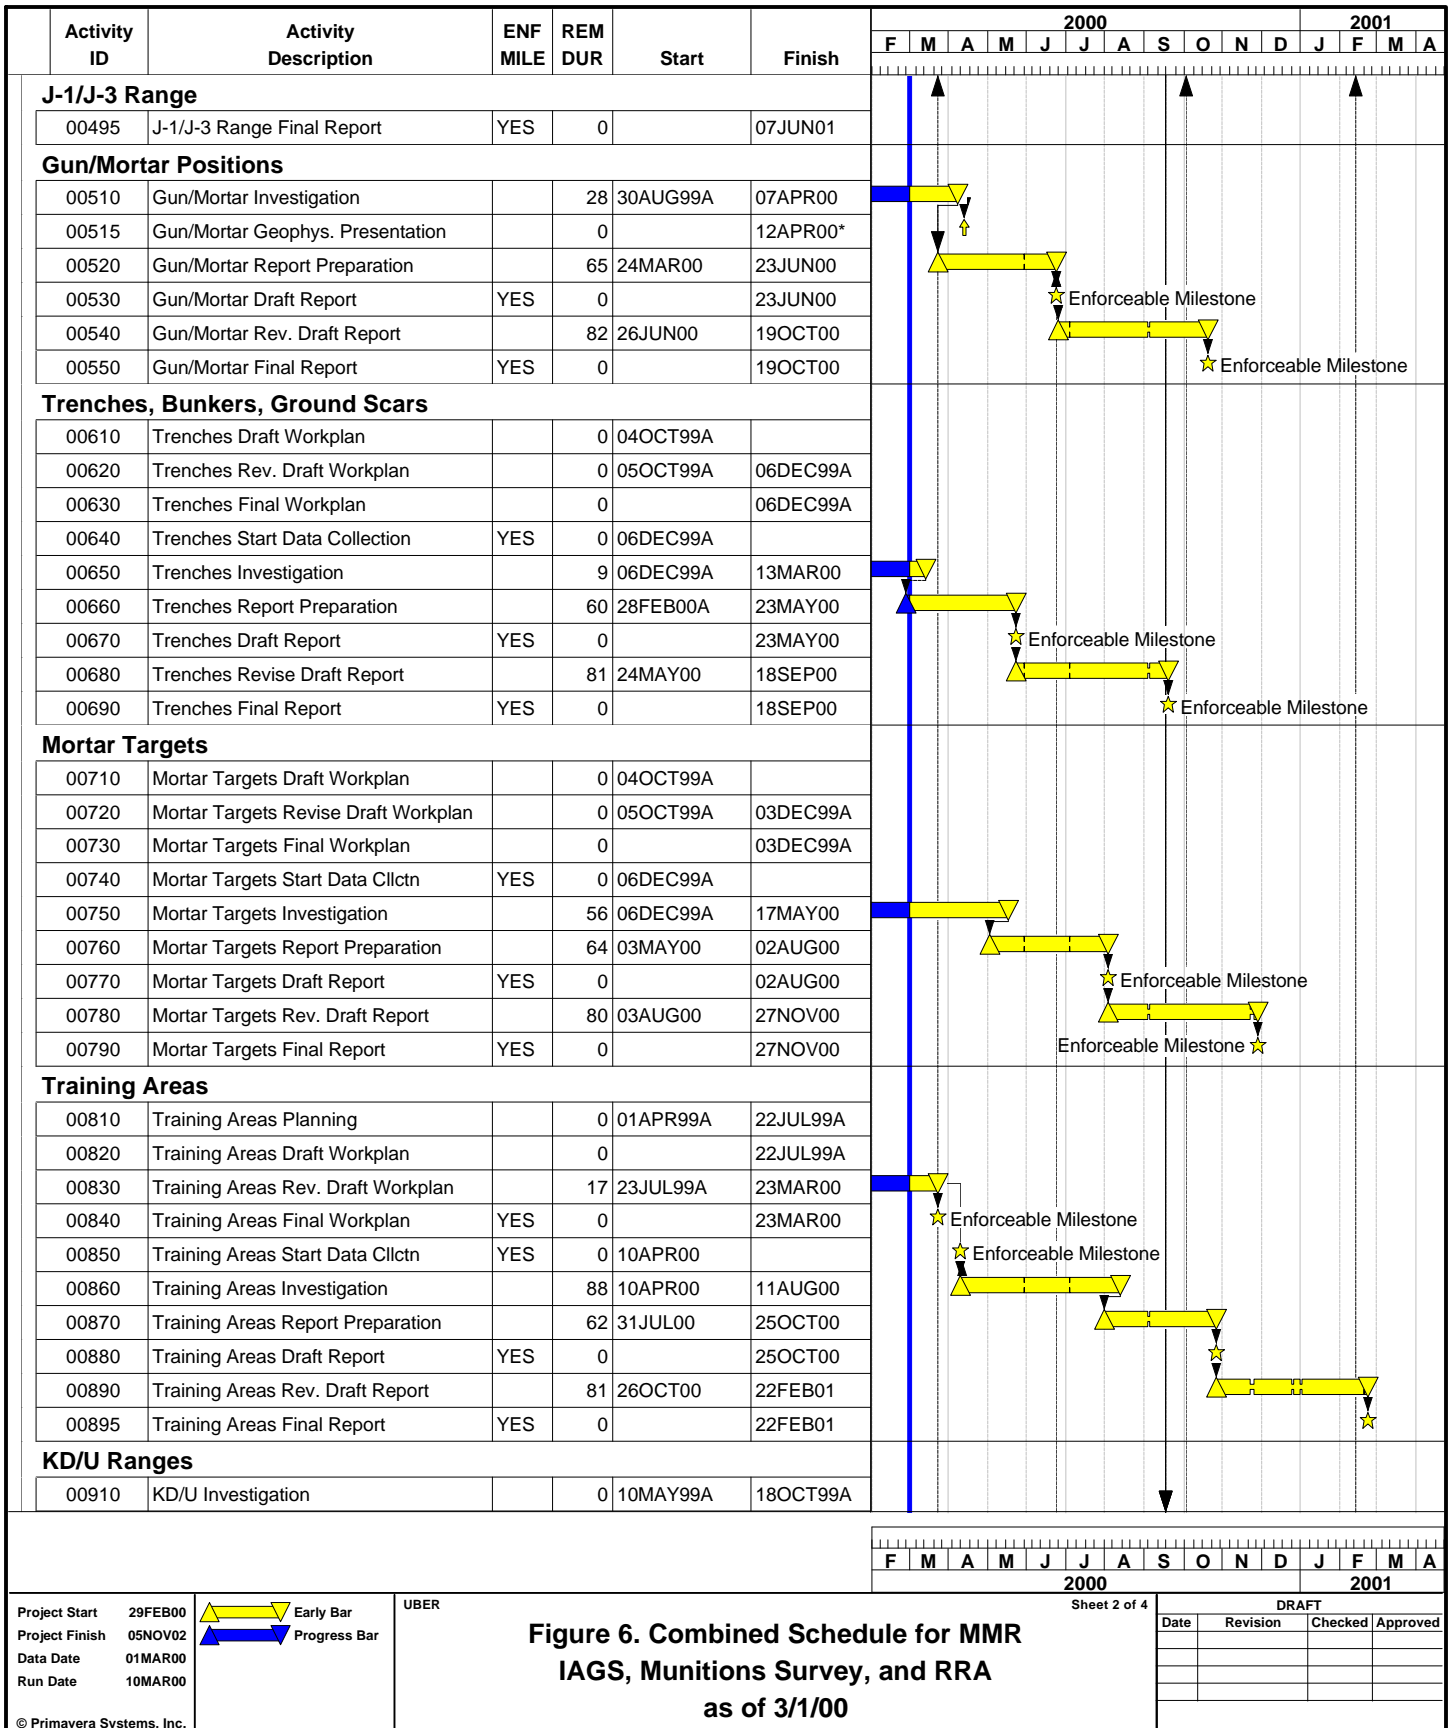 Activity ID Activity Description ENF MILE REM DUR Start Finish
2000 2001
F M A M J J A S O N D J F M A
J-1/J-3 Range
00495 J-1/J-3 Range Final Report YES 0 07JUN01
Gun/Mortar Positions
00510 Gun/Mortar Investigation 28 30AUG99A 07APR00
00515 Gun/Mortar Geophys. Presentation 0 12APR00*
00520 Gun/Mortar Report Preparation 65 24MAR00 23JUN00
00530 Gun/Mortar Draft Report YES 0 23JUN00 Enforceable Milestone
00540 Gun/Mortar Rev. Draft Report 82 26JUN00 19OCT00
00550 Gun/Mortar Final Report YES 0 19OCT00 Enforceable Milestone
Trenches, Bunkers, Ground Scars
00610 Trenches Draft Workplan 0 04OCT99A
00620 Trenches Rev. Draft Workplan 0 05OCT99A 06DEC99A
00630 Trenches Final Workplan 0 06DEC99A
00640 Trenches Start Data Collection YES 0 06DEC99A
00650 Trenches Investigation 9 06DEC99A 13MAR00
00660 Trenches Report Preparation 60 28FEB00A 23MAY00
00670 Trenches Draft Report YES 0 23MAY00 Enforceable Milestone
00680 Trenches Revise Draft Report 81 24MAY00 18SEP00
00690 Trenches Final Report YES 0 18SEP00 Enforceable Milestone
Mortar Targets
00710 Mortar Targets Draft Workplan 0 04OCT99A
00720 Mortar Targets Revise Draft Workplan 0 05OCT99A 03DEC99A
00730 Mortar Targets Final Workplan 0 03DEC99A
00740 Mortar Targets Start Data Cllctn YES 0 06DEC99A
00750 Mortar Targets Investigation 56 06DEC99A 17MAY00
00760 Mortar Targets Report Preparation 64 03MAY00 02AUG00
00770 Mortar Targets Draft Report YES 0 02AUG00 Enforceable Milestone
00780 Mortar Targets Rev. Draft Report 80 03AUG00 27NOV00
00790 Mortar Targets Final Report YES 0 27NOV00 Enforceable Milestone
Training Areas
00810 Training Areas Planning 0 01APR99A 22JUL99A
00820 Training Areas Draft Workplan 0 22JUL99A
00830 Training Areas Rev. Draft Workplan 17 23JUL99A 23MAR00
00840 Training Areas Final Workplan YES 0 23MAR00 Enforceable Milestone
00850 Training Areas Start Data Cllctn YES 0 10APR00 Enforceable Milestone
00860 Training Areas Investigation 88 10APR00 11AUG00
00870 Training Areas Report Preparation 62 31JUL00 25OCT00
00880 Training Areas Draft Report YES 0 25OCT00
00890 Training Areas Rev. Draft Report 81 26OCT00 22FEB01
00895 Training Areas Final Report YES 0 22FEB01
KD/U Ranges
00910 KD/U Investigation 0 10MAY99A 18OCT99A
F M A M J J A S O N D J F M A
2000 2001
Project Start 29FEB00
Project Finish 05NOV02
Data Date 01MAR00
Run Date 10MAR00
© Primavera Systems, Inc.
Early Bar
Progress Bar
UBER
Sheet 2 of 4
Figure 6. Combined Schedule for MMR
IAGS, Munitions Survey, and RRA
as of 3/1/00
DRAFT
Date Revision Checked Approved